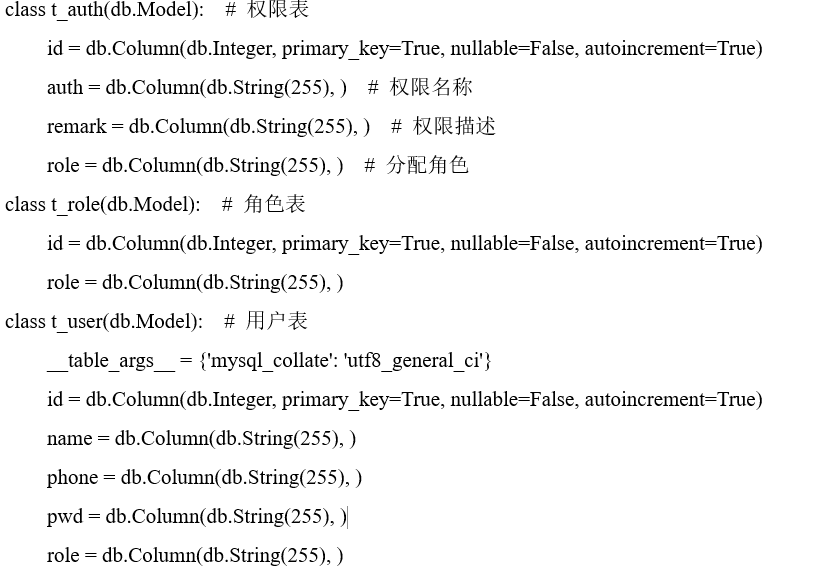 class t_auth(db.Model):    #  权限表
id = db.Column(db.Integer, primary_key=True, nullable=False, autoincrement=True)
auth = db.Column(db.String(255), )    #  权限名称
remark = db.Column(db.String(255), )    #  权限描述
role = db.Column(db.String(255), )    #  分配角色
class t_role(db.Model):    #  角色表
id = db.Column(db.Integer, primary_key=True, nullable=False, autoincrement=True)
role = db.Column(db.String(255), )
class t_user(db.Model):    #  用户表
__table_args__ = {'mysql_collate': 'utf8_general_ci'}
id = db.Column(db.Integer, primary_key=True, nullable=False, autoincrement=True)
name = db.Column(db.String(255), )
phone = db.Column(db.String(255), )
pwd = db.Column(db.String(255), )
role = db.Column(db.String(255), )